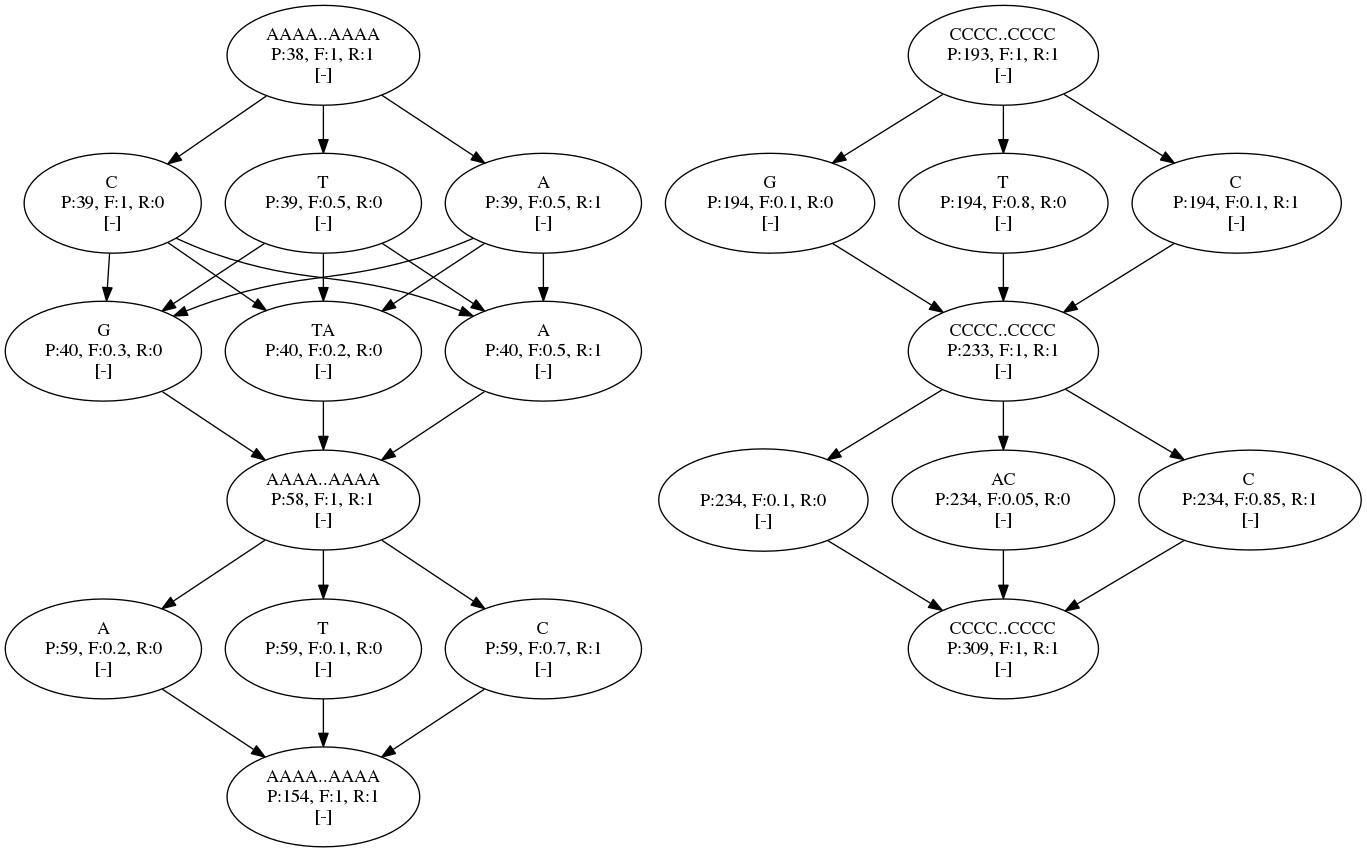 AAAA..AAAA
P:38, F:1, R:1
[-]
C
P:39, F:1, R:0
[-]
T
P:39, F:0.5, R:0
[-]
A
P:39, F:0.5, R:1
[-]
G
P:40, F:0.3, R:0
[-]
TA
P:40, F:0.2, R:0
[-]
A
P:40, F:0.5, R:1
[-]
AAAA..AAAA
P:58, F:1, R:1
[-]
A
P:59, F:0.2, R:0
[-]
T
P:59, F:0.1, R:0
[-]
C
P:59, F:0.7, R:1
[-]
AAAA..AAAA
P:154, F:1, R:1
[-]
CCCC..CCCC
P:193, F:1, R:1
[-]
G
P:194, F:0.1, R:0
[-]
T
P:194, F:0.8, R:0
[-]
C
P:194, F:0.1, R:1
[-]
CCCC..CCCC
P:233, F:1, R:1
[-]
P:234, F:0.1, R:0
[-]
AC
P:234, F:0.05, R:0
[-]
C
P:234, F:0.85, R:1
[-]
CCCC..CCCC
P:309, F:1, R:1
[-]